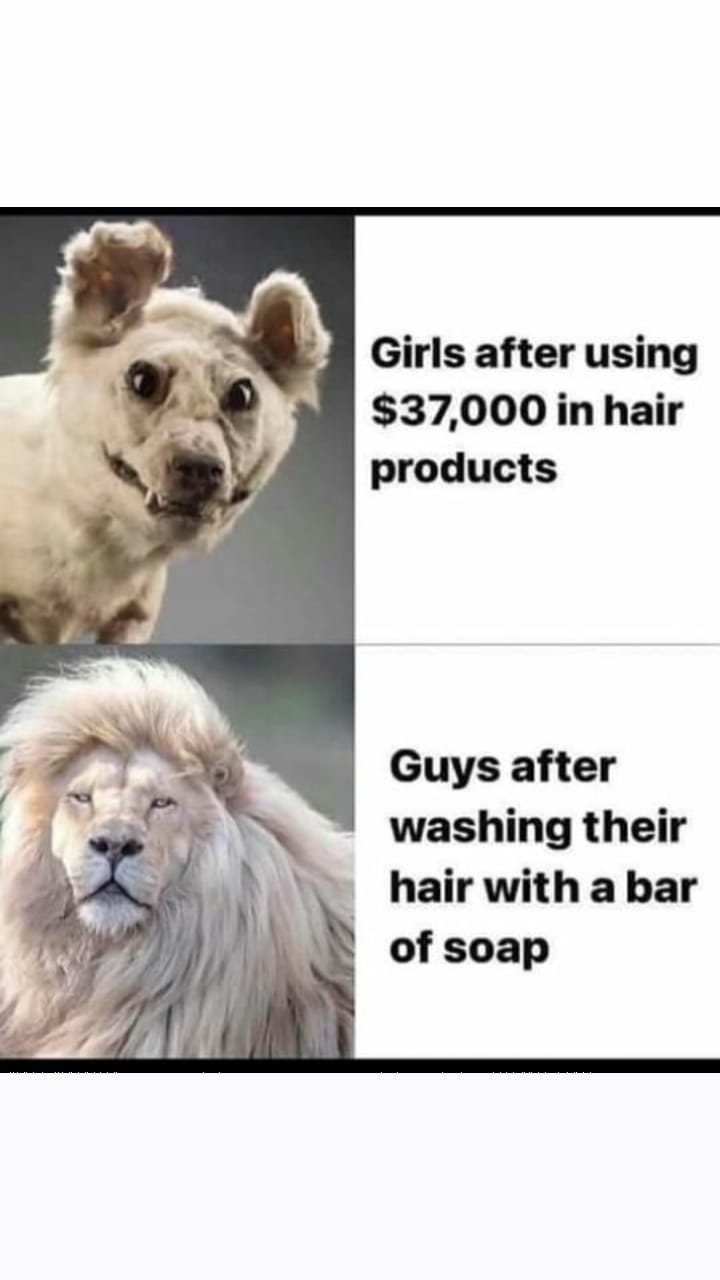 Girls after using
$37,000 in hair
products
Guys after
washing their
hair with a bar
of soap